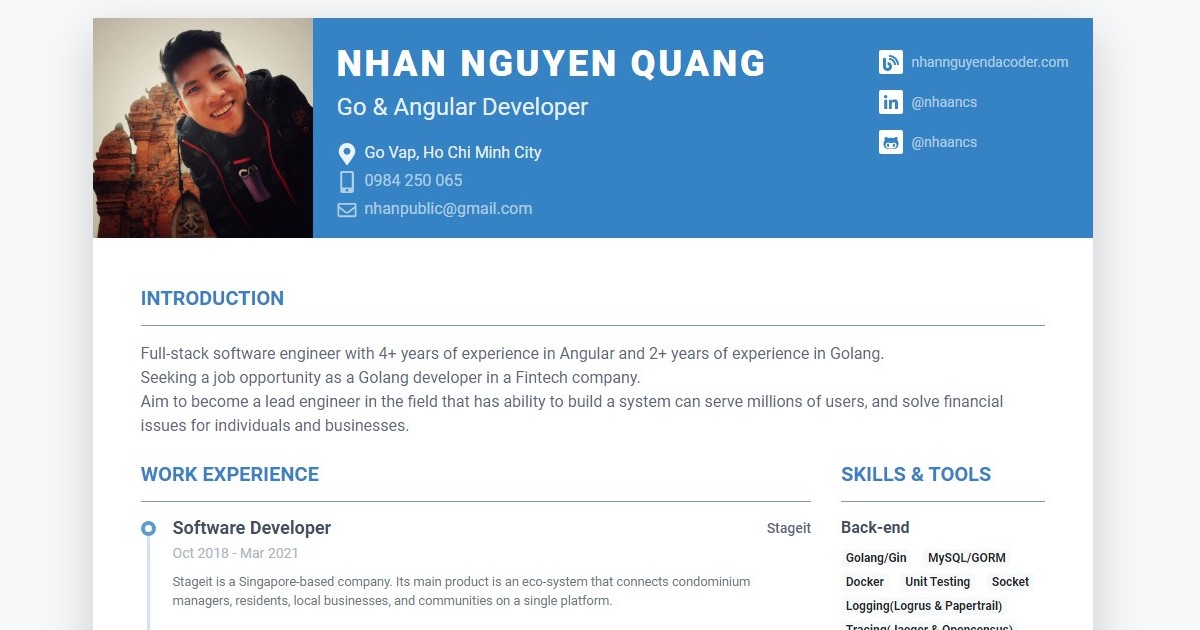 NHAN NGUYEN QUANG
Go & Angular Developer
Go Vap, Ho Chi Minh City
0984 250 065
nhanpublic@gmail.com
nhannguyendacoder.com
@nhaancs
@nhaancs
INTRODUCTION
Full-stack software engineer with 4+ years of experience in Angular and 2+ years of experience in Golang.
Seeking a job opportunity as a Golang developer in a Fintech company.
Aim to become a lead engineer in the field that has ability to build a system can serve millions of users, and solve financial
issues for individuals and businesses.
WORK EXPERIENCE
Software Developer
Stageit
Oct 2018 - Mar 2021
Stageit is a Singapore-based company. Its main product is an eco-system that connects condominium
managers, residents, local businesses, and communities on a single platform.
SKILLS & TOOLS
Back-end
Golang/Gin MySQL/GORM
Docker Unit Testing Socket
Logging(Logrus & Papertrail)
Tracing(Jaeger & Opencensus)